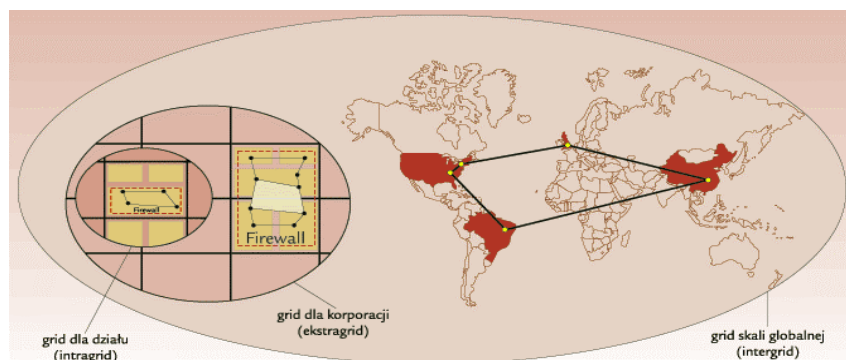 Firewall
Firewall
grid dla korporacji
(ekstragrid)
grid dla działu
(intragrid)
grid skali globalnej
(intergrid)